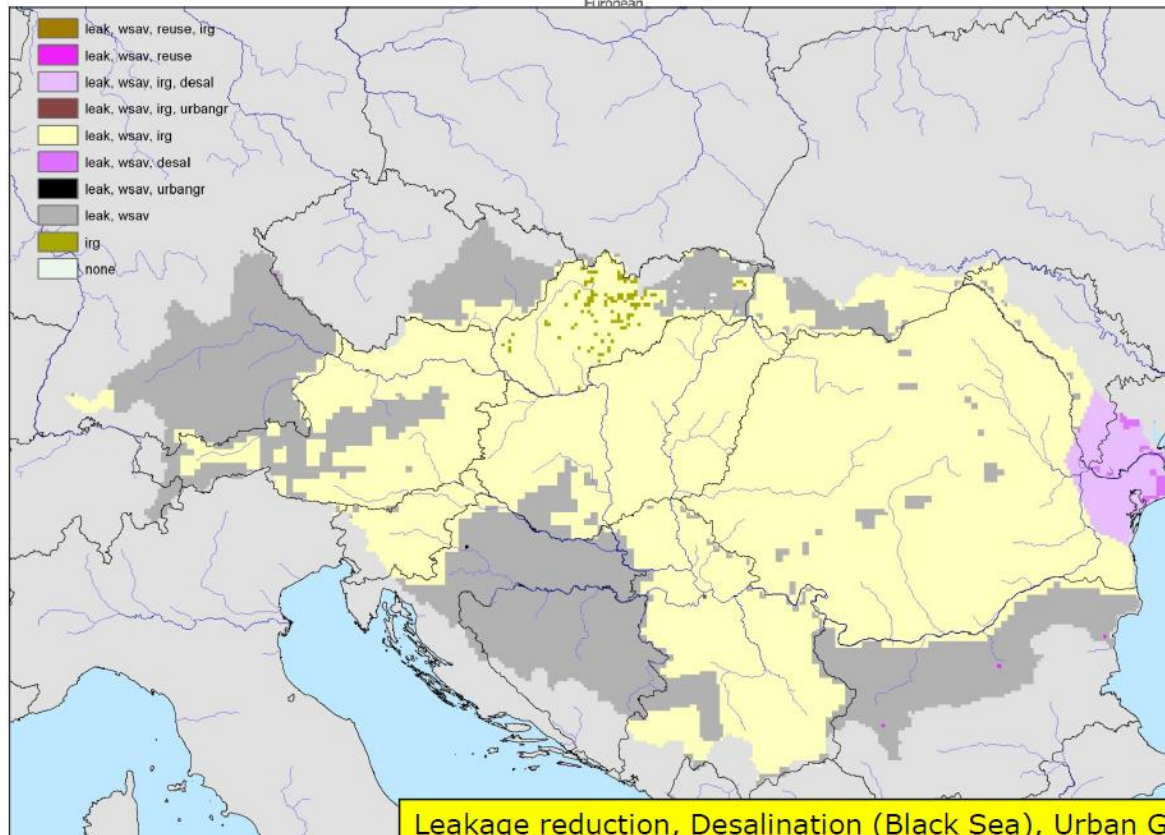 European
leak, wsav, reuse, irg
leak, wsav, reuse
leak, wsav, irg, desal
leak, wsav, irg, urbangr
leak, wsav, irg
leak, wsav, desal
leak, wsav, urbangr
leak, wsav
irg
none
Leakage reduction, Desalination (Black Sea), Urban G